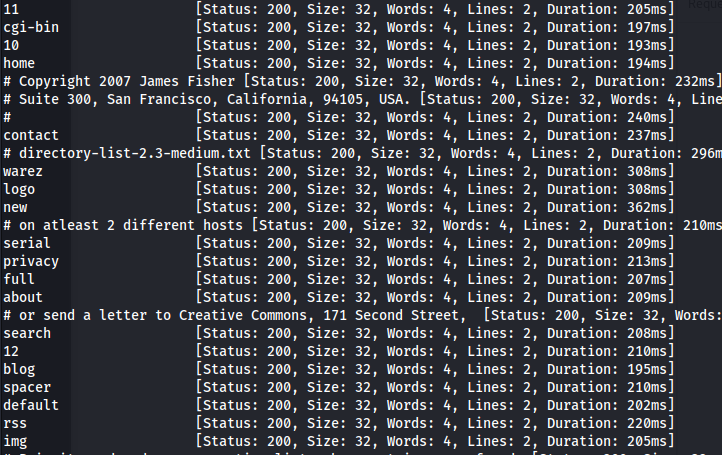 Reque
11 [Status: 200, Size: 32, Words: 4, Lines: 2, Duration: 205ms]
cgi-bin [Status: 200, Size: 32, Words: 4, Lines: 2, Duration: 197ms]
10 [Status: 200, Size: 32, Words: 4, Lines: 2, Duration: 193ms]
home [Status: 200, Size: 32, Words: 4, Lines: 2, Duration: 194ms]
# Copyright 2007 James Fisher [Status: 200, Size: 32, Words: 4, Lines: 2, Duration: 232ms]
# Suite 300, San Francisco, California, 94105, USA. [Status: 200, Size: 32, Words: 4, Line
# [Status: 200, Size: 32, Words: 4, Lines: 2, Duration: 240ms]
contact [Status: 200, Size: 32, Words: 4, Lines: 2, Duration: 237ms]
# directory-list-2.3-medium.txt [Status: 200, Size: 32, Words: 4, Lines: 2, Duration: 296m
warez [Status: 200, Size: 32, Words: 4, Lines: 2, Duration: 308ms]
logo [Status: 200, Size: 32, Words: 4, Lines: 2, Duration: 308ms]
new [Status: 200, Size: 32, Words: 4, Lines: 2, Duration: 362ms]
# on atleast 2 different hosts [Status: 200, Size: 32, Words: 4, Lines: 2, Duration: 210ms
serial [Status: 200, Size: 32, Words: 4, Lines: 2, Duration: 209ms]
privacy [Status: 200, Size: 32, Words: 4, Lines: 2, Duration: 213ms]
full [Status: 200, Size: 32, Words: 4, Lines: 2, Duration: 207ms]
about [Status: 200, Size: 32, Words: 4, Lines: 2, Duration: 209ms]
# or send a letter to Creative Commons, 171 Second Street, [Status: 200, Size: 32, Words:
search [Status: 200, Size: 32, Words: 4, Lines: 2, Duration: 208ms]
12 [Status: 200, Size: 32, Words: 4, Lines: 2, Duration: 210ms]
blog [Status: 200, Size: 32, Words: 4, Lines: 2, Duration: 195ms]
spacer [Status: 200, Size: 32, Words: 4, Lines: 2, Duration: 210ms]
default [Status: 200, Size: 32, Words: 4, Lines: 2, Duration: 202ms]
rss [Status: 200, Size: 32, Words: 4, Lines: 2, Duration: 220ms]
img [Status: 200, Size: 32, Words: 4, Lines: 2, Duration: 205ms]